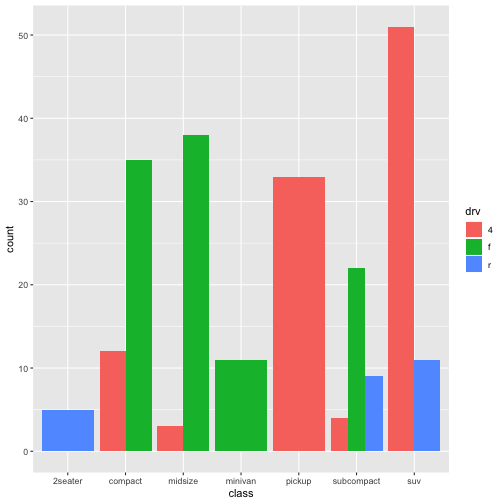 50
40
30
20
10
0
count
2seater compact midsize minivan pickup subcompact suv
class
drv
4
f
r